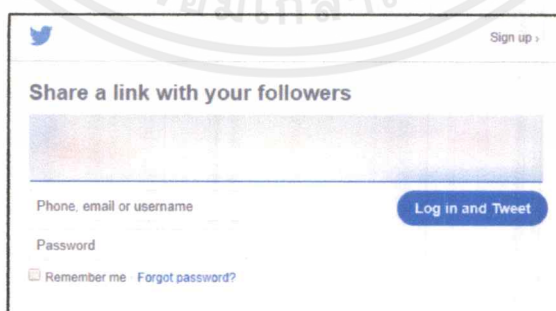 Sign up ›
Share a link with your followers
Phone, email or username
Log in and Tweet
Password
Remember me · Forgot password?